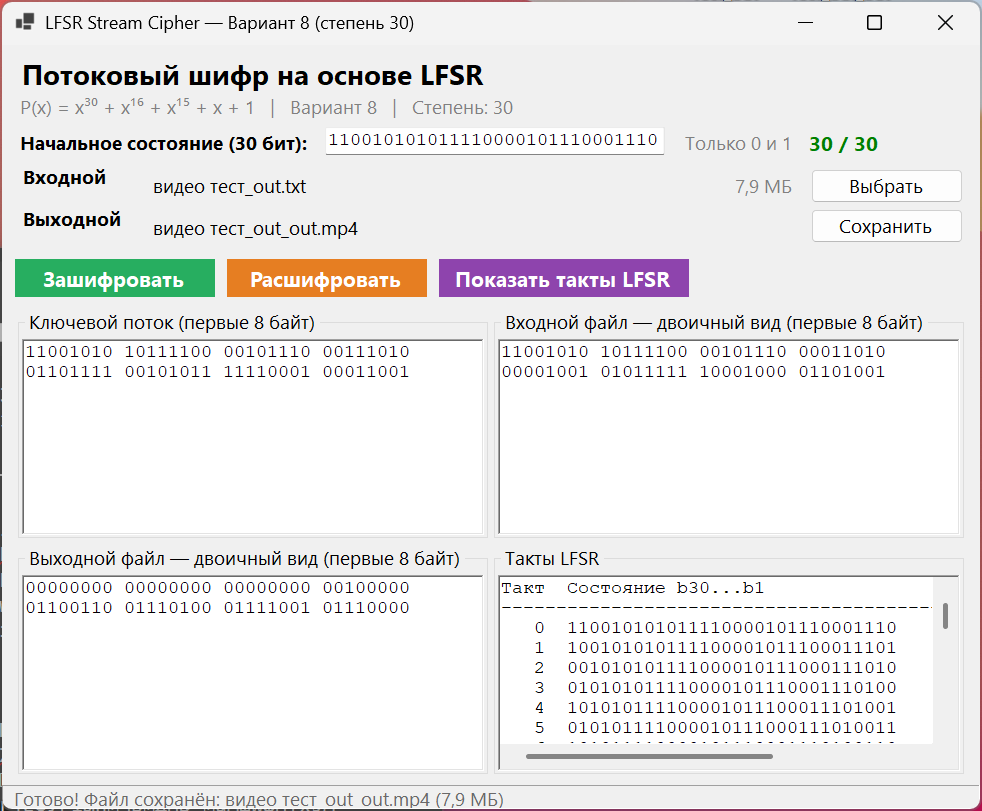 LFSR Stream Cipher — Вариант 8 (степень 30)
Потоковый шифр на основе LFSR
P(x) = x³⁰ + x¹⁶ + x¹⁵ + x + 1 | Вариант 8 | Степень: 30
Начальное состояние (30 бит): 110010101011110000101110001110 Только 0 и 1 30 / 30
Входной видео тест_out.txt 7,9 МБ Выбрать
Выходной видео тест_out_out.mp4 Сохранить
Зашифровать Расшифровать Показать такты LFSR
Ключевой поток (первые 8 байт)
11001010 10111100 00101110 00111010
01101111 00101011 11110001 00011001
Входной файл — двоичный вид (первые 8 байт)
11001010 10111100 00101110 00011010
00001001 01011111 10001000 01101001
Выходной файл — двоичный вид (первые 8 байт)
00000000 00000000 00000000 00100000
01100110 01110100 01111001 01110000
Такты LFSR
Такт Состояние b30...b1
----------------------------------------
0 110010101011110000101110001110
1 100101010111100001011100011101
2 001010101111000010111000111010
3 010101011110000101110001110100
4 101010111100001011100011101001
5 010101111000010111000111010011
Готово! Файл сохранён: видео тест_out_out.mp4 (7,9 МБ)